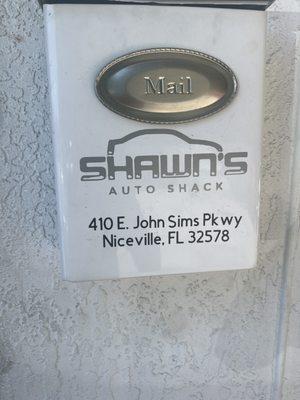 Mail
SHAWN'S
AUTO SHACK
410 E. John Sims Pkwy
Niceville, FL 32578